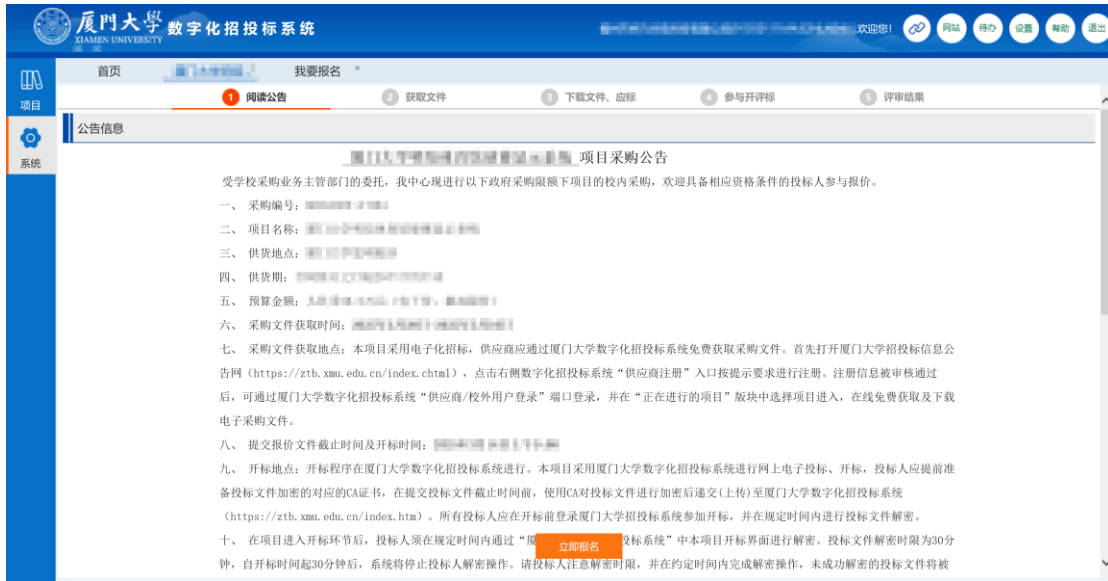 厦門大學 数字化招投标系统
XIAMEN UNIVERSITY
欢迎您! 网站 待办 设置 帮助 退出
项目
系统
首页 我要报名 ×
1 阅读公告 2 获取文件 3 下载文件、应标 4 参与开评标 5 评审结果
公告信息
项目采购公告
受学校采购业务主管部门的委托，我中心现进行以下政府采购限额下项目的校内采购，欢迎具备相应资格条件的投标人参与报价。
一、 采购编号：
二、 项目名称：
三、 供货地点：
四、 供货期：
五、 预算金额：
六、 采购文件获取时间：
七、 采购文件获取地点：本项目采用电子化招标，供应商应通过厦门大学数字化招投标系统免费获取采购文件。首先打开厦门大学招投标信息公
告网（https://ztb.xmu.edu.cn/index.chtml），点击右侧数字化招投标系统“供应商注册”入口按提示要求进行注册。注册信息被审核通过
后，可通过厦门大学数字化招投标系统“供应商/校外用户登录”端口登录，并在“正在进行的项目”版块中选择项目进入，在线免费获取及下载
电子采购文件。
八、 提交报价文件截止时间及开标时间：
九、 开标地点：开标程序在厦门大学数字化招投标系统进行。本项目采用厦门大学数字化招投标系统进行网上电子投标、开标，投标人应提前准
备投标文件加密的对应的CA证书，在提交投标文件截止时间前，使用CA对投标文件进行加密后递交(上传)至厦门大学数字化招投标系统
（https://ztb.xmu.edu.cn/index.htm）。所有投标人应在开标前登录厦门大学招投标系统参加开标，并在规定时间内进行投标文件解密。
十、 在项目进入开标环节后，投标人须在规定时间内通过“厦 投标系统”中本项目开标界面进行解密。投标文件解密时限为30分
立即报名
钟，自开标时间起30分钟后，系统将停止投标人解密操作。请投标人注意解密时限，并在约定时间内完成解密操作，未成功解密的投标文件将被